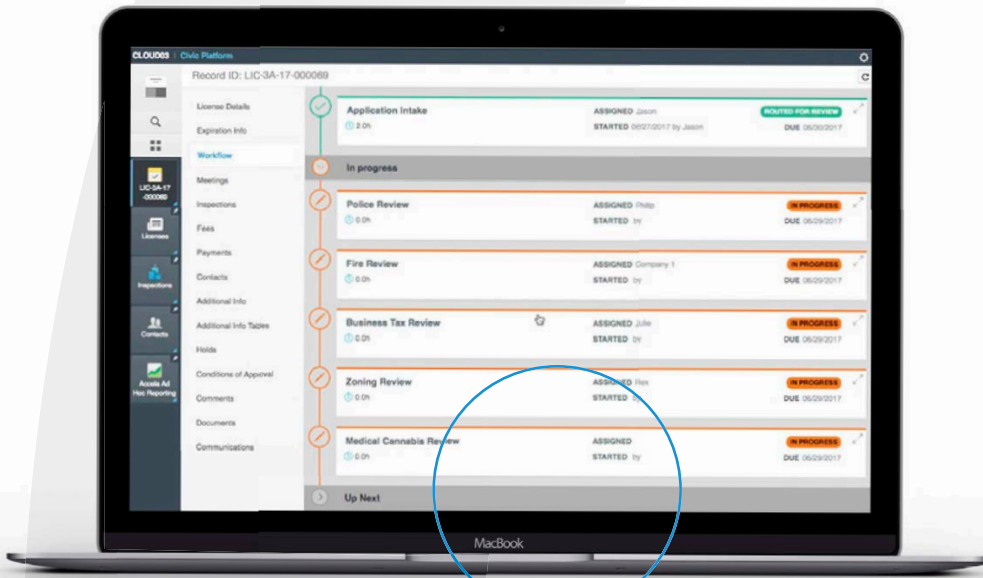 CLOUD03 | Civic Platform
Record ID: LIC-3A-17-000069
LIC-3A-17
-000069
Licenses
Inspections
Contacts
Accela Ad
Hoc Reporting
License Details
Expiration Info
Workflow
Meetings
Inspections
Fees
Payments
Contacts
Additional Info
Additional Info Tables
Holds
Conditions of Approval
Comments
Documents
Communications
Application Intake
2.0h
ASSIGNED Jason
STARTED 06/27/2017 by Jason
ROUTED FOR REVIEW
DUE 06/30/2017
In progress
Police Review
0.0h
ASSIGNED Philip
STARTED by
IN PROGRESS
DUE 06/29/2017
Fire Review
0.0h
ASSIGNED Company 1
STARTED by
IN PROGRESS
DUE 06/29/2017
Business Tax Review
0.0h
ASSIGNED Julie
STARTED by
IN PROGRESS
DUE 06/29/2017
Zoning Review
0.0h
ASSIGNED Rex
STARTED by
IN PROGRESS
DUE 06/29/2017
Medical Cannabis Review
0.0h
ASSIGNED
STARTED by
IN PROGRESS
DUE 06/29/2017
Up Next
MacBook